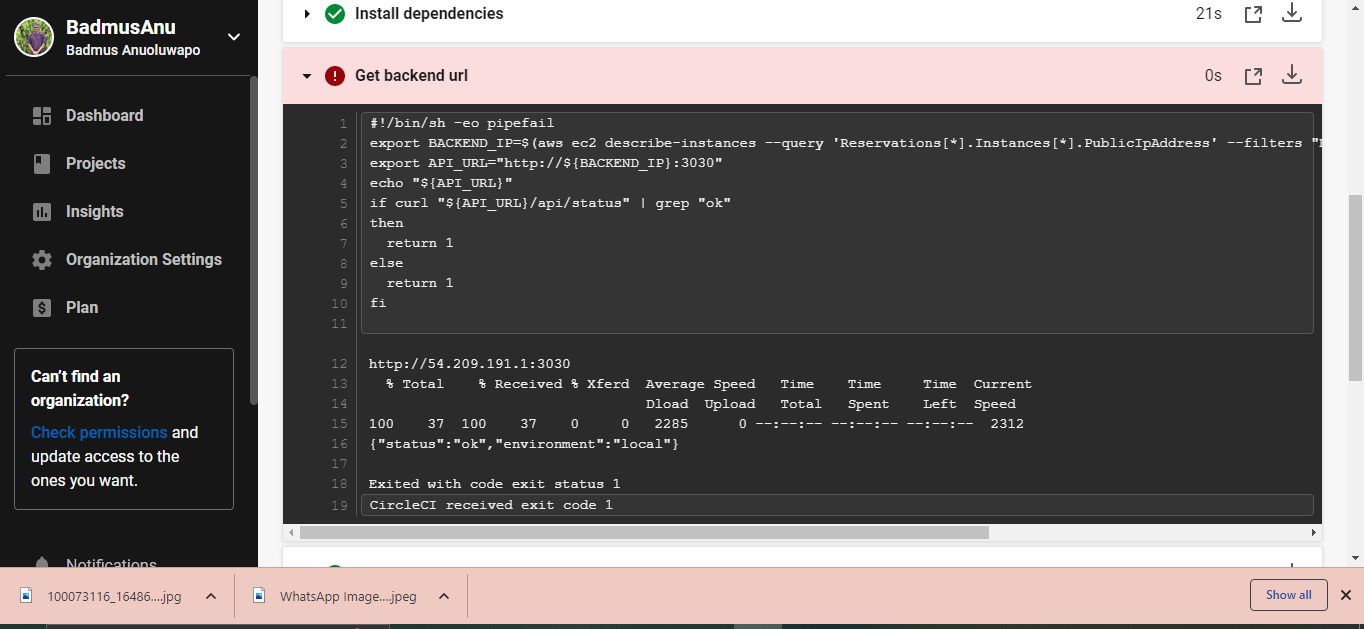 BadmusAnu
Badmus Anuoluwapo
Dashboard
Projects
Insights
Organization Settings
Plan
Can't find an
organization?
Check permissions and
update access to the
ones you want.
Notifications
Install dependencies
21s
Get backend url
0s
1 #!/bin/sh -eo pipefail
2 export BACKEND_IP=$(aws ec2 describe-instances --query 'Reservations[*].Instances[*].PublicIpAddress' --filters "
3 export API_URL="http://${BACKEND_IP}:3030"
4 echo "${API_URL}"
5 if curl "${API_URL}/api/status" | grep "ok"
6 then
7   return 1
8 else
9   return 1
10 fi
11
12 http://54.209.191.1:3030
13   % Total    % Received % Xferd  Average Speed   Time    Time     Time  Current
14                                  Dload  Upload   Total   Spent    Left  Speed
15 100    37  100    37    0     0   2285      0 --:--:-- --:--:-- --:--:--  2312
16 {"status":"ok","environment":"local"}
17
18 Exited with code exit status 1
19 CircleCI received exit code 1
100073116_16486....jpg
WhatsApp Image....jpeg
Show all